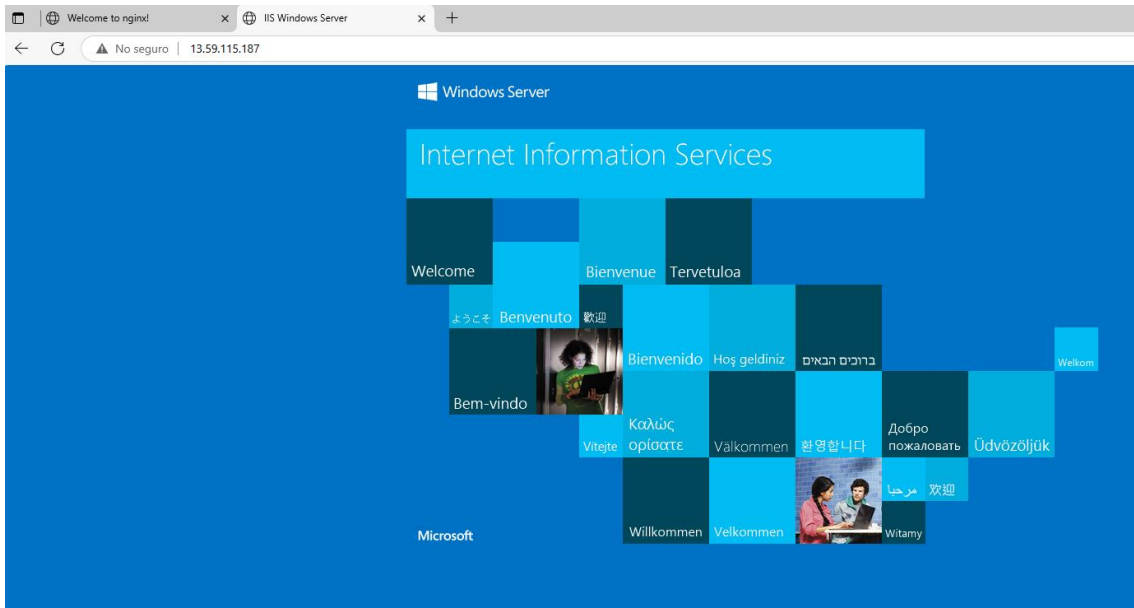 Welcome to nginx!
IIS Windows Server
No seguro | 13.59.115.187
Windows Server
Internet Information Services
Welcome
Bienvenue
Tervetuloa
ようこそ
Benvenuto
歡迎
Bienvenido
Hoş geldiniz
ברוכים הבאים
Welkom
Bem-vindo
Vítejte
Καλώς
ορίσατε
Välkommen
환영합니다
Добро
пожаловать
Üdvözöljük
مرحبا
欢迎
Microsoft
Willkommen
Velkommen
Witamy